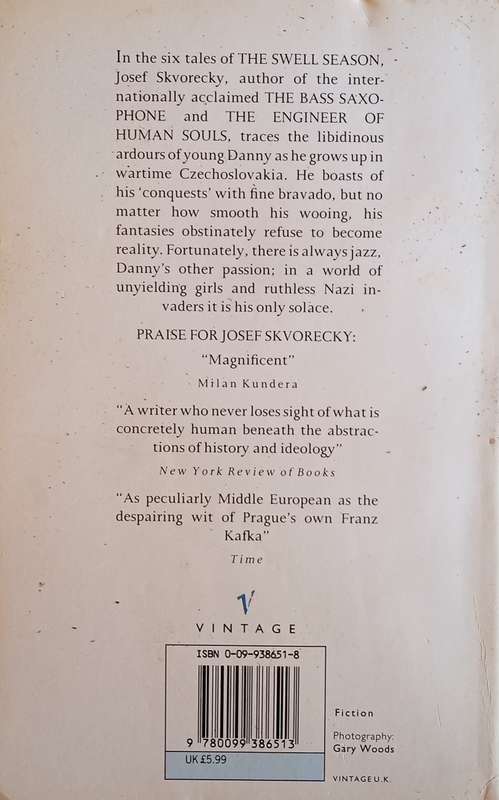 In the six tales of THE SWELL SEASON,
Josef Skvorecky, author of the inter-
nationally acclaimed THE BASS SAXO-
PHONE and THE ENGINEER OF
HUMAN SOULS, traces the libidinous
ardours of young Danny as he grows up in
wartime Czechoslovakia. He boasts of
his 'conquests' with fine bravado, but no
matter how smooth his wooing, his
fantasies obstinately refuse to become
reality. Fortunately, there is always jazz,
Danny's other passion; in a world of
unyielding girls and ruthless Nazi in-
vaders it is his only solace.
PRAISE FOR JOSEF SKVORECKY:
"Magnificent"
Milan Kundera
"A writer who never loses sight of what is
concretely human beneath the abstrac-
tions of history and ideology"
New York Review of Books
"As peculiarly Middle European as the
despairing wit of Prague's own Franz
Kafka"
Time
V
VINTAGE
ISBN 0-09-938651-8
9 780099 386513
UK £5.99
Fiction
Photography:
Gary Woods
VINTAGE U.K.